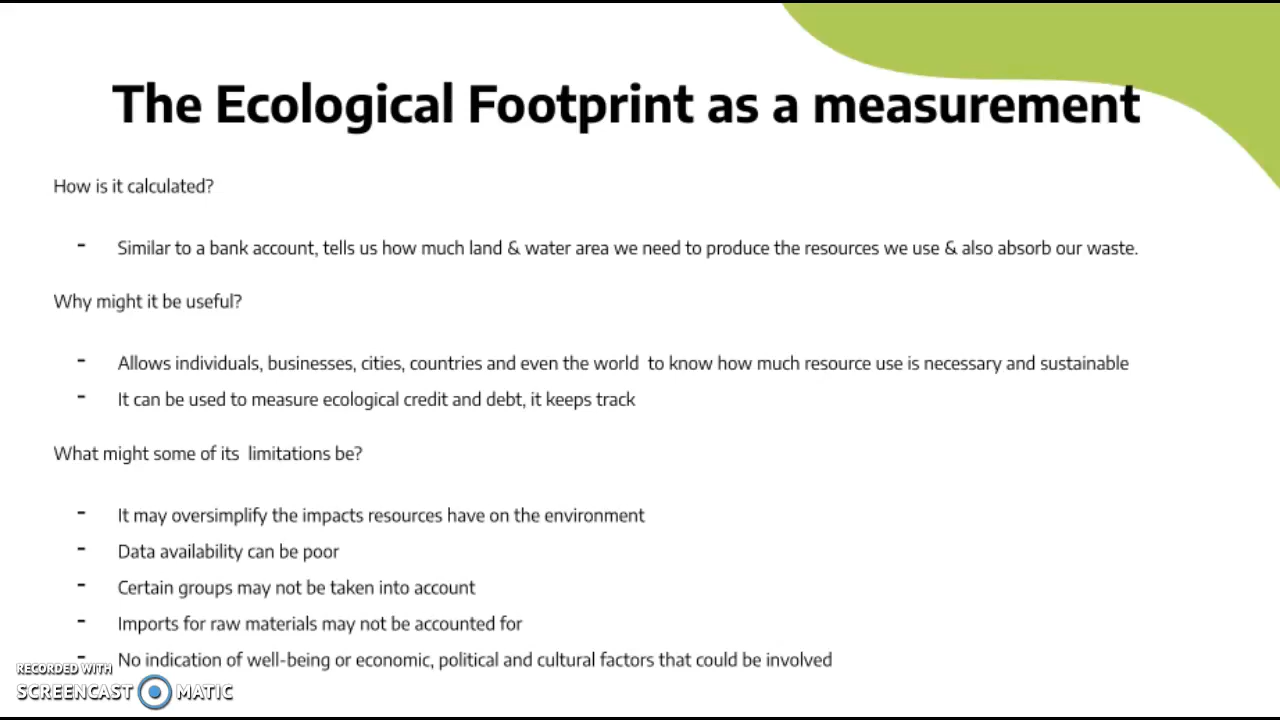 The Ecological Footprint as a measurement
How is it calculated?
- Similar to a bank account, tells us how much land & water area we need to produce the resources we use & also absorb our waste.
Why might it be useful?
- Allows individuals, businesses, cities, countries and even the world  to know how much resource use is necessary and sustainable
- It can be used to measure ecological credit and debt, it keeps track
What might some of its  limitations be?
- It may oversimplify the impacts resources have on the environment
- Data availability can be poor
- Certain groups may not be taken into account
- Imports for raw materials may not be accounted for
- No indication of well-being or economic, political and cultural factors that could be involved
RECORDED WITH
SCREENCAST MATIC